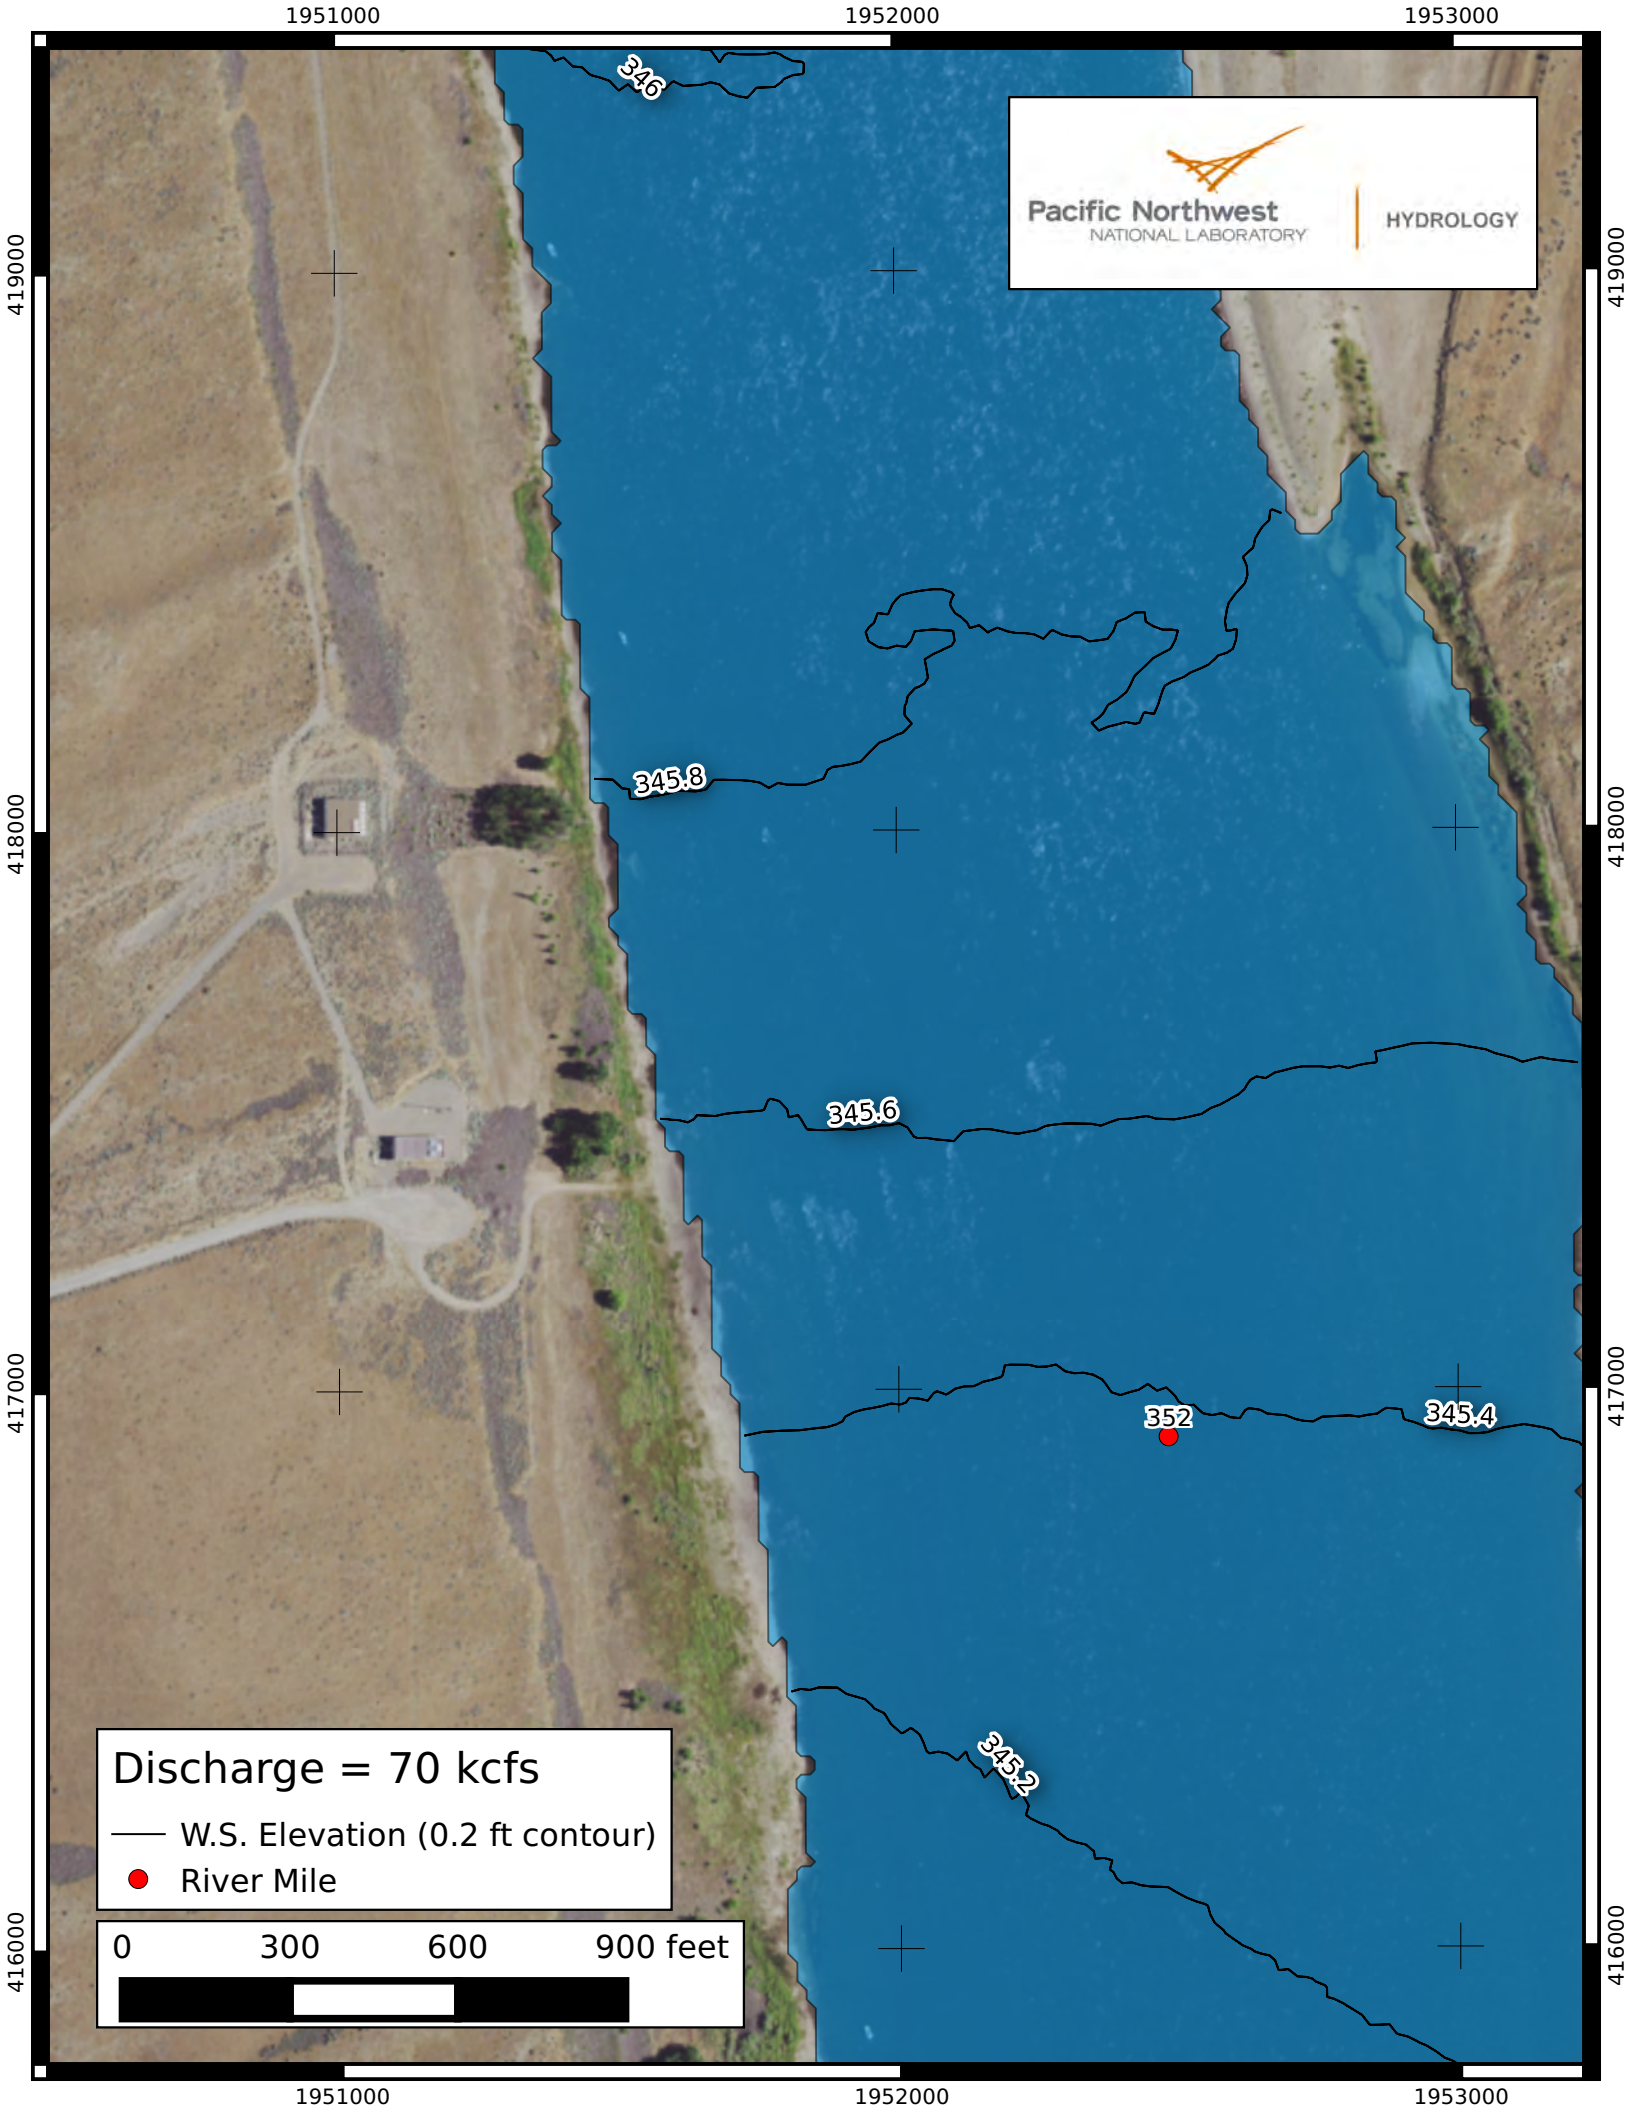 1951000 1952000 1953000
346
Pacific Northwest
NATIONAL LABORATORY
HYDROLOGY
419000 419000
345.8
418000 418000
345.6
417000 417000
352
345.4
345.2
Discharge = 70 kcfs
W.S. Elevation (0.2 ft contour)
River Mile
416000 416000
0 300 600 900 feet
1951000 1952000 1953000